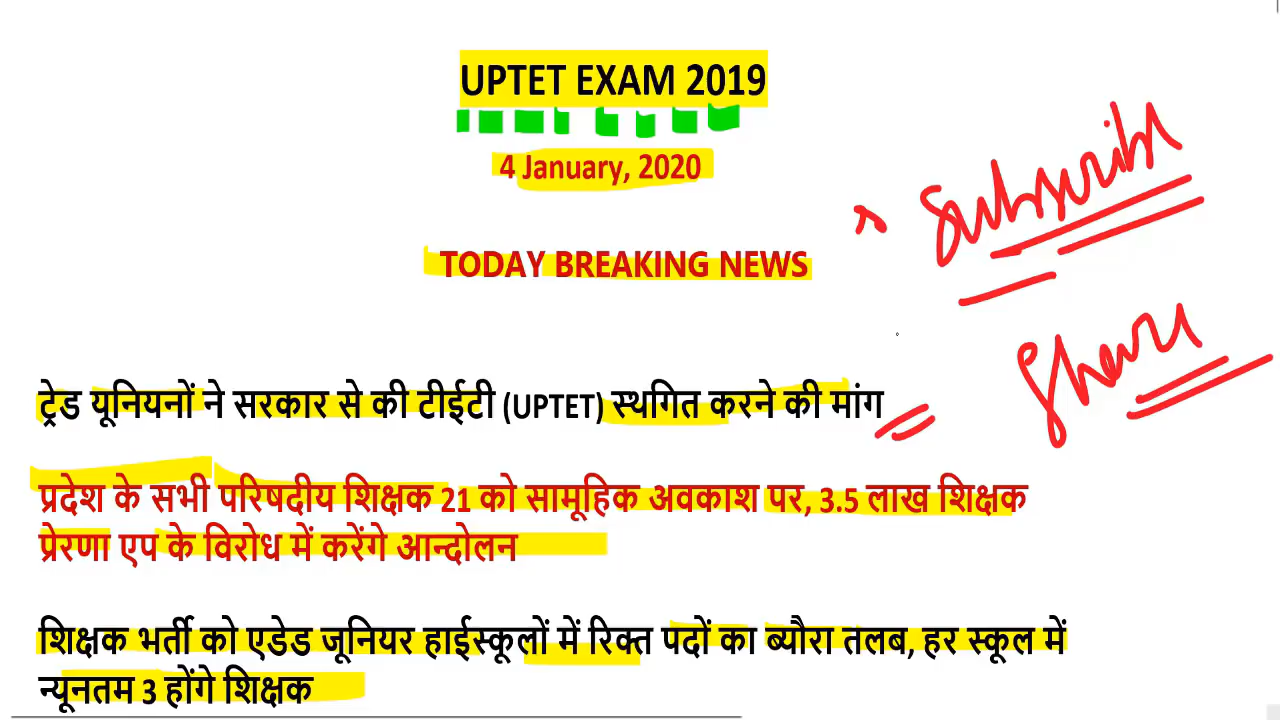 UPTET EXAM 2019
4 January, 2020
Subscribe
TODAY BREAKING NEWS
Share
ट्रेड यूनियनों ने सरकार से की टीईटी (UPTET) स्थगित करने की मांग
प्रदेश के सभी परिषदीय शिक्षक 21 को सामूहिक अवकाश पर, 3.5 लाख शिक्षक
प्रेरणा एप के विरोध में करेंगे आन्दोलन
शिक्षक भर्ती को एडेड जूनियर हाईस्कूलों में रिक्त पदों का ब्यौरा तलब, हर स्कूल में
न्यूनतम 3 होंगे शिक्षक